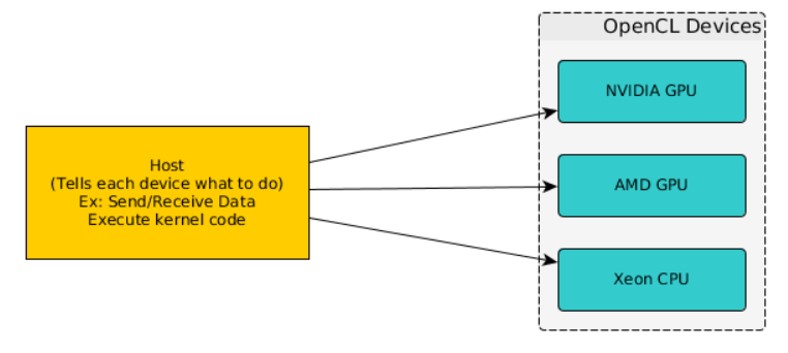 OpenCL Devices
NVIDIA GPU
Host
(Tells each device what to do)
Ex: Send/Receive Data
Execute kernel code
AMD GPU
Xeon CPU